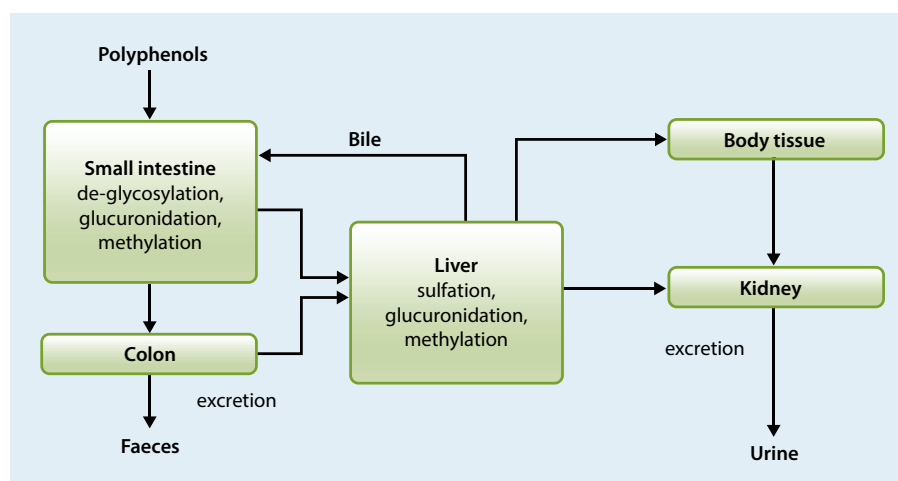 Polyphenols
Small intestine
de-glycosylation,
glucuronidation,
methylation
Bile
Body tissue
Liver
sulfation,
glucuronidation,
methylation
Kidney
Colon
excretion
excretion
Faeces
Urine